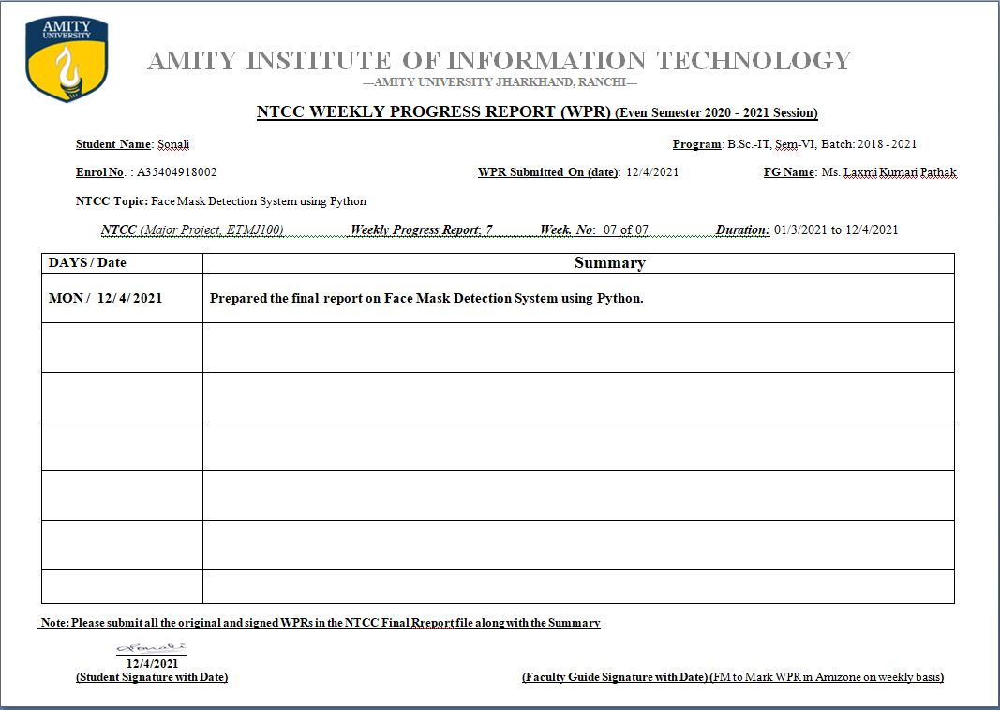 AMITY
UNIVERSITY
AMITY INSTITUTE OF INFORMATION TECHNOLOGY
---AMITY UNIVERSITY JHARKHAND, RANCHI---
NTCC WEEKLY PROGRESS REPORT (WPR) (Even Semester 2020 - 2021 Session)
Student Name: Sonali Program: B.Sc.-IT, Sem-VI, Batch: 2018 - 2021
Enrol No. : A35404918002 WPR Submitted On (date): 12/4/2021 FG Name: Ms. Laxmi Kumari Pathak
NTCC Topic: Face Mask Detection System using Python
NTCC (Major Project, ETMJ100) Weekly Progress Report: 7 Week. No: 07 of 07 Duration: 01/3/2021 to 12/4/2021
DAYS / Date Summary
MON / 12/ 4/ 2021 Prepared the final report on Face Mask Detection System using Python.
Note: Please submit all the original and signed WPRs in the NTCC Final Rreport file along with the Summary
Sonali
12/4/2021
(Student Signature with Date) (Faculty Guide Signature with Date) (FM to Mark WPR in Amizone on weekly basis)